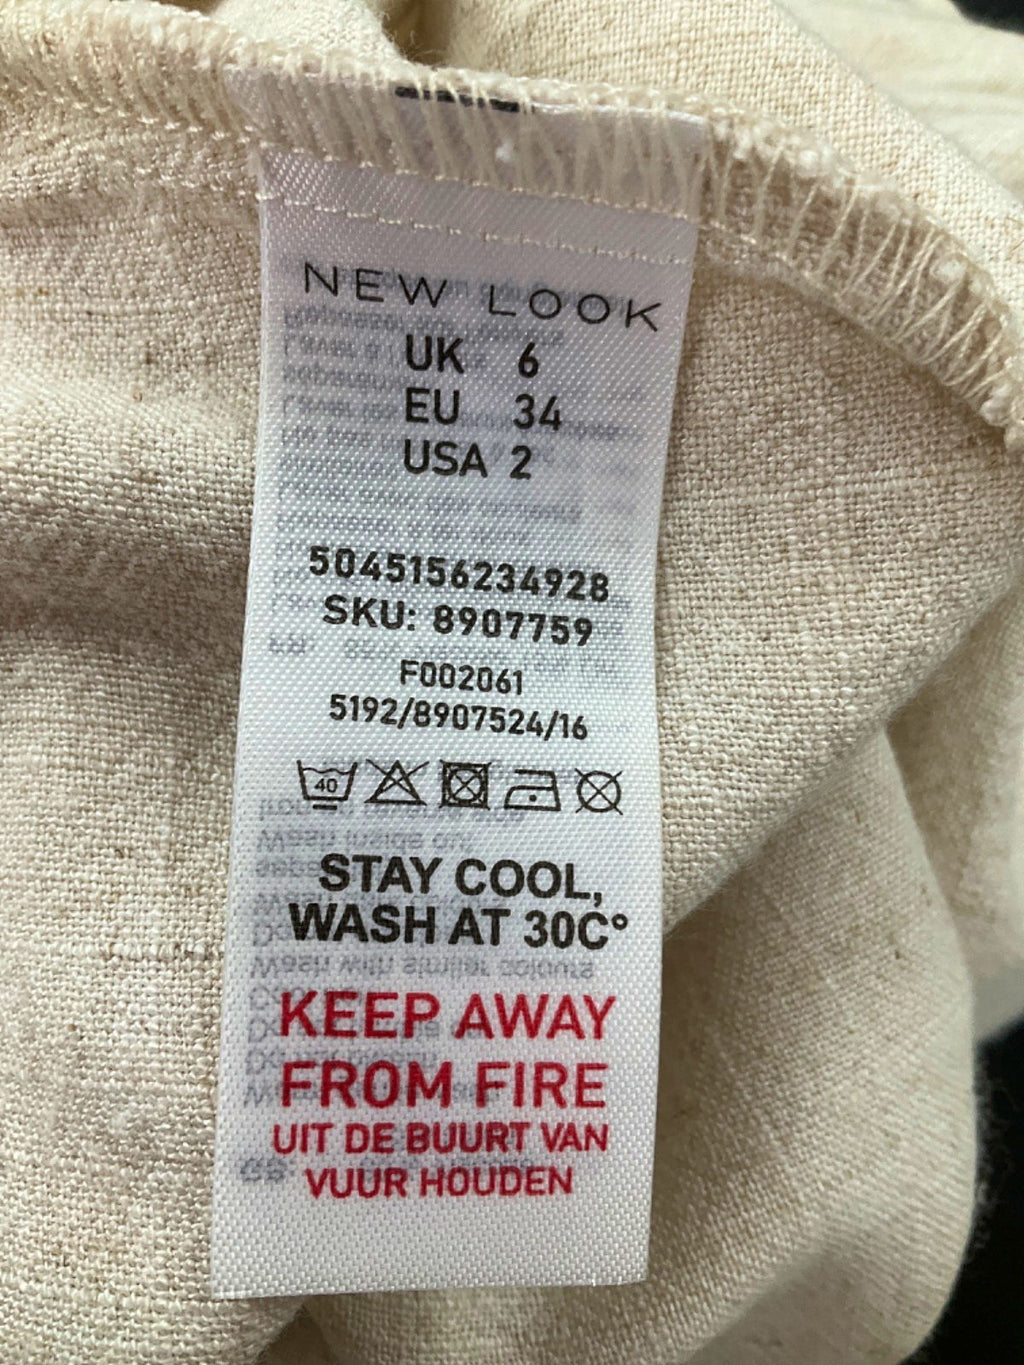 NEW LOOK
UK 6
EU 34
USA 2
5045156234928
SKU: 8907759
F002061
5192/8907524/16
40
STAY COOL,
WASH AT 30C°
KEEP AWAY
FROM FIRE
UIT DE BUURT VAN
VUUR HOUDEN